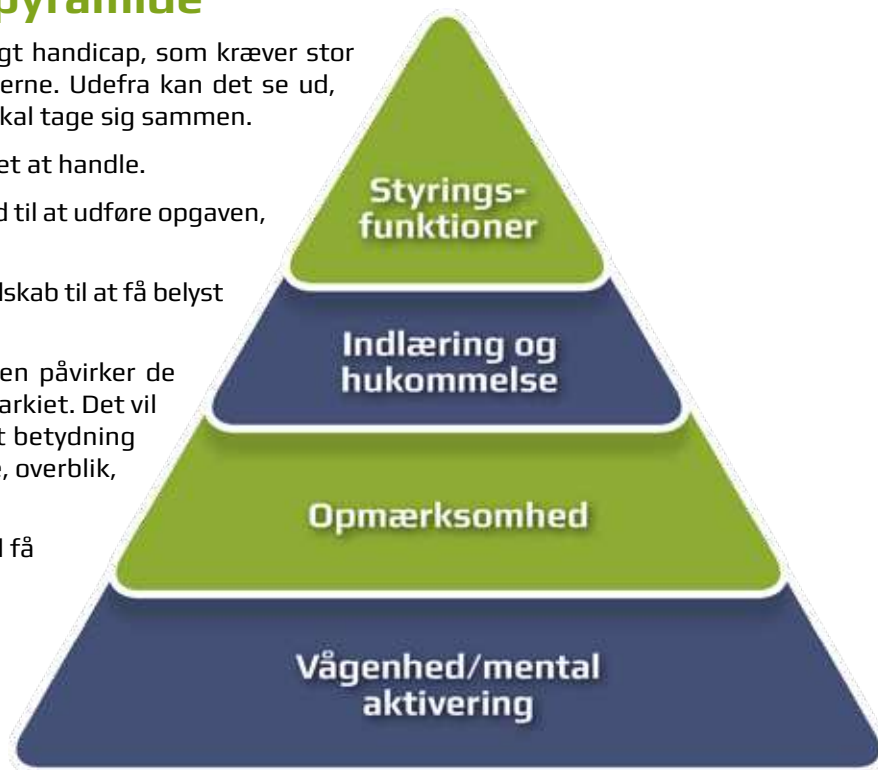 pyramide
gt handicap, som kræver stor
erne. Udefra kan det se ud,
kal tage sig sammen.
et at handle.
d til at udføre opgaven,
lskab til at få belyst
en påvirker de
arkiet. Det vil
t betydning
e, overblik,
l få
Styrings-
funktioner
Indlæring og
hukommelse
Opmærksomhed
Vågenhed/mental
aktivering